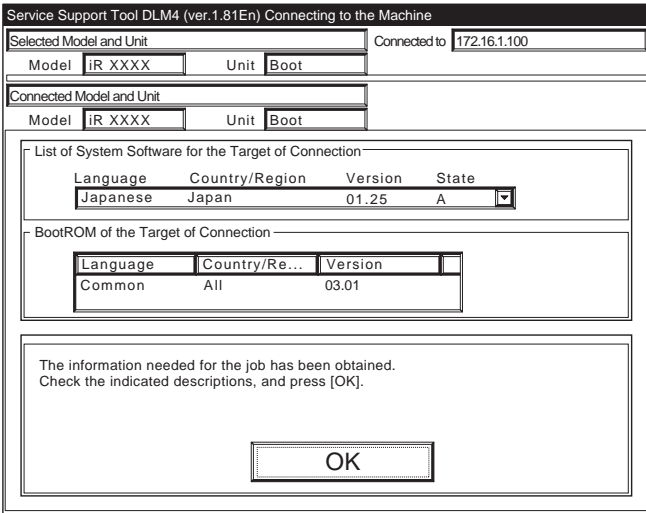 Service Support Tool DLM4 (ver.1.81En) Connecting to the Machine
Selected Model and Unit Connected to 172.16.1.100
Model iR XXXX Unit Boot
Connected Model and Unit
Model iR XXXX Unit Boot
List of System Software for the Target of Connection
Language Country/Region Version State
Japanese Japan 01.25 A
BootROM of the Target of Connection
Language Country/Re... Version
Common All 03.01
The information needed for the job has been obtained.
Check the indicated descriptions, and press [OK].
OK